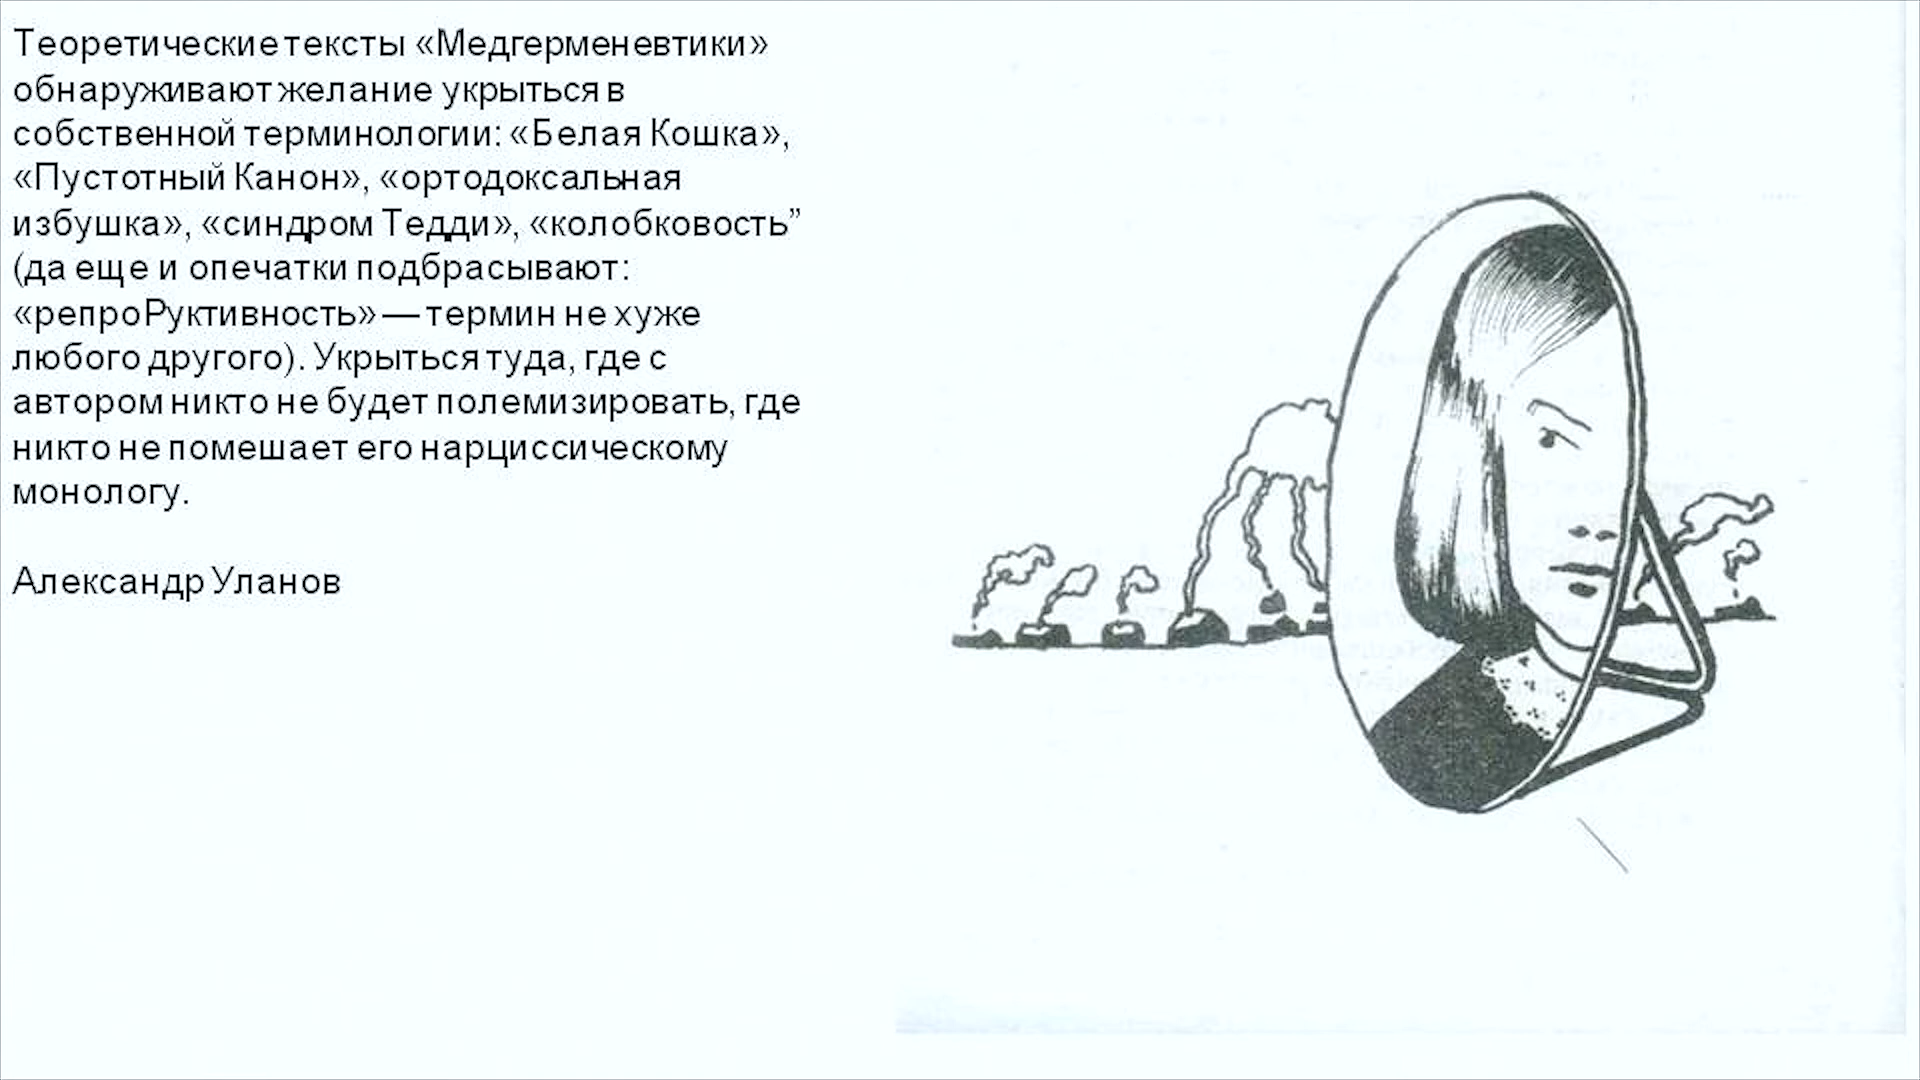 Теоретические тексты «Медгерменевтики»
обнаруживают желание укрыться в
собственной терминологии: «Белая Кошка»,
«Пустотный Канон», «ортодоксальная
избушка», «синдром Тедди», «колобковость”
(да еще и опечатки подбрасывают:
«репроРуктивность» — термин не хуже
любого другого). Укрыться туда, где с
автором никто не будет полемизировать, где
никто не помешает его нарциссическому
монологу.
Александр Уланов